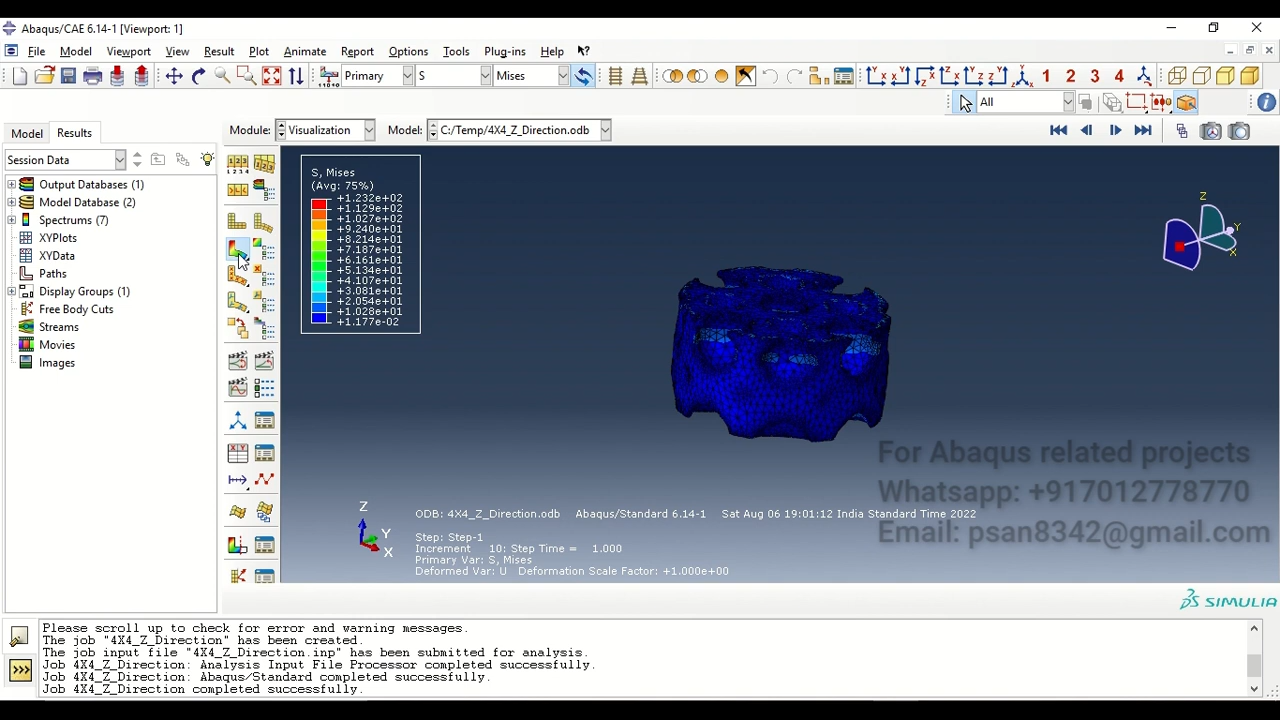 Abaqus/CAE 6.14-1 [Viewport: 1]
File Model Viewport View Result Plot Animate Report Options Tools Plug-ins Help
Primary S Mises 1 2 3 4
All
Model Results Module: Visualization Model: C:/Temp/4X4_Z_Direction.odb
Session Data
Output Databases (1)
Model Database (2)
Spectrums (7)
XYPlots
XYData
Paths
Display Groups (1)
Free Body Cuts
Streams
Movies
Images
S, Mises
(Avg: 75%)
+1.232e+02
+1.129e+02
+1.027e+02
+9.240e+01
+8.214e+01
+7.187e+01
+6.161e+01
+5.134e+01
+4.107e+01
+3.081e+01
+2.054e+01
+1.028e+01
+1.177e-02
Z
Y
X
For Abaqus related projects
Whatsapp: +917012778770
Email: psan8342@gmail.com
Z
Y
X
ODB: 4X4_Z_Direction.odb Abaqus/Standard 6.14-1 Sat Aug 06 19:01:12 India Standard Time 2022
Step: Step-1
Increment 10: Step Time = 1.000
Primary Var: S, Mises
Deformed Var: U Deformation Scale Factor: +1.000e+00
SIMULIA
Please scroll up to check for error and warning messages.
The job "4X4_Z_Direction" has been created.
The job input file "4X4_Z_Direction.inp" has been submitted for analysis.
Job 4X4_Z_Direction: Analysis Input File Processor completed successfully.
Job 4X4_Z_Direction: Abaqus/Standard completed successfully.
Job 4X4_Z_Direction completed successfully.